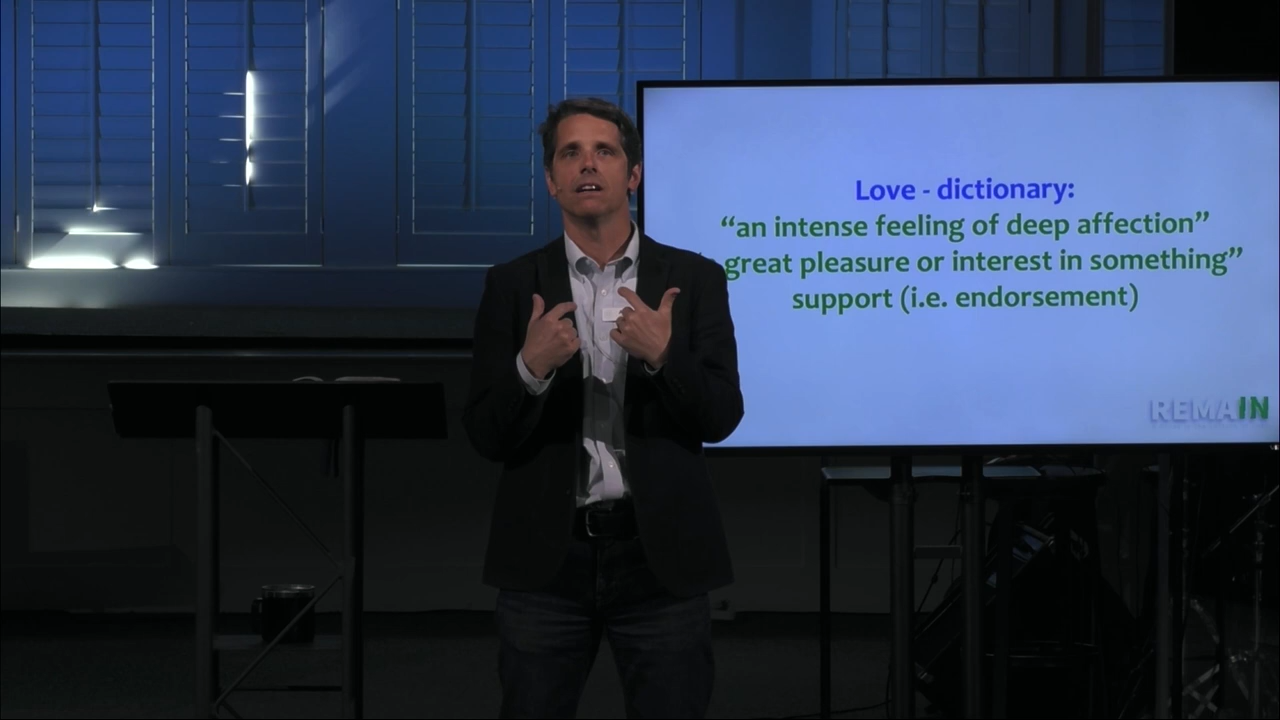 Love - dictionary:
“an intense feeling of deep affection”
great pleasure or interest in something”
support (i.e. endorsement)
REMAIN